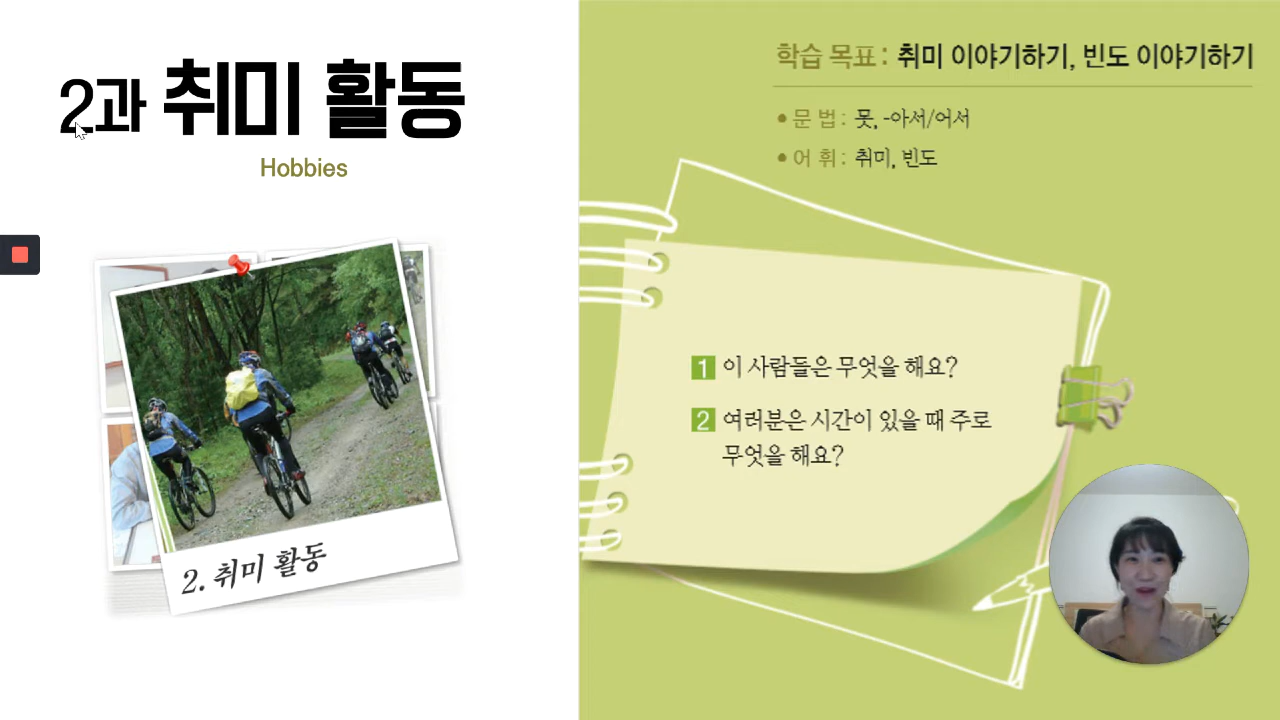 2과 취미 활동
Hobbies
2. 취미 활동
학습 목표 : 취미 이야기하기, 빈도 이야기하기
• 문 법 : 못, -아서/어서
• 어 휘 : 취미, 빈도
1 이 사람들은 무엇을 해요?
2 여러분은 시간이 있을 때 주로
무엇을 해요?